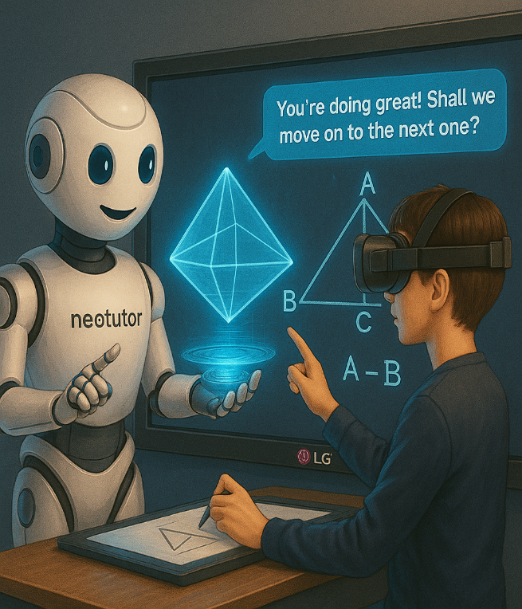 You're doing great! Shall we
move on to the next one?
A
B
C
A–B
neotutor
LG